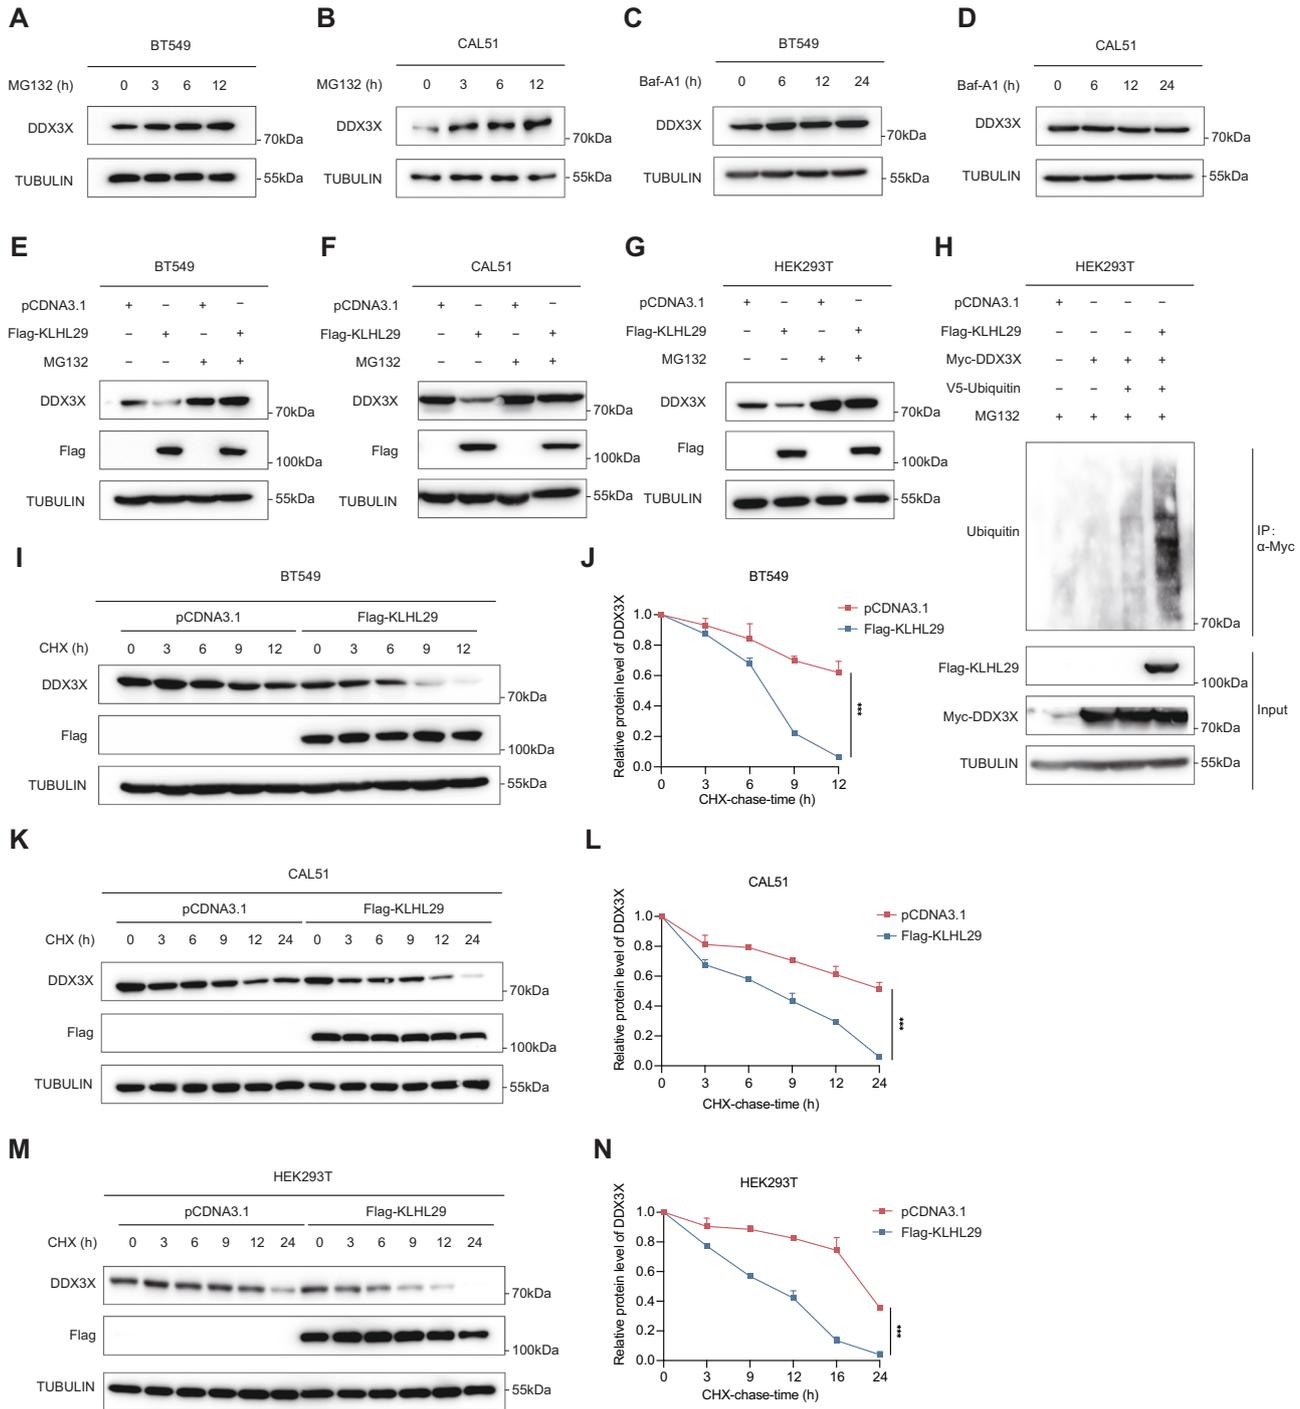 A
BT549
MG132 (h) 0 3 6 12
DDX3X
70kDa
TUBULIN
55kDa
B
CAL51
MG132 (h) 0 3 6 12
DDX3X
70kDa
TUBULIN
55kDa
C
BT549
Baf-A1 (h) 0 6 12 24
DDX3X
70kDa
TUBULIN
55kDa
D
CAL51
Baf-A1 (h) 0 6 12 24
DDX3X
70kDa
TUBULIN
55kDa
E
BT549
pCDNA3.1 + − + −
Flag-KLHL29 − + − +
MG132 − − + +
DDX3X
70kDa
Flag
100kDa
TUBULIN
55kDa
F
CAL51
pCDNA3.1 + − + −
Flag-KLHL29 − + − +
MG132 − − + +
DDX3X
70kDa
Flag
100kDa
TUBULIN
55kDa
G
HEK293T
pCDNA3.1 + − + −
Flag-KLHL29 − + − +
MG132 − − + +
DDX3X
70kDa
Flag
100kDa
TUBULIN
55kDa
H
HEK293T
pCDNA3.1 + − − −
Flag-KLHL29 − − − +
Myc-DDX3X − + + +
V5-Ubiquitin − − + +
MG132 + + + +
Ubiquitin
70kDa
IP:
α-Myc
Flag-KLHL29
100kDa
Myc-DDX3X
70kDa
Input
TUBULIN
55kDa
I
BT549
pCDNA3.1 Flag-KLHL29
CHX (h) 0 3 6 9 12 0 3 6 9 12
DDX3X
70kDa
Flag
100kDa
TUBULIN
55kDa
J
BT549
Relative protein level of DDX3X
1.0
0.8
0.6
0.4
0.2
0.0
0 3 6 9 12
CHX-chase-time (h)
pCDNA3.1
Flag-KLHL29
***
K
CAL51
pCDNA3.1 Flag-KLHL29
CHX (h) 0 3 6 9 12 24 0 3 6 9 12 24
DDX3X
70kDa
Flag
100kDa
TUBULIN
55kDa
L
CAL51
Relative protein level of DDX3X
1.0
0.8
0.6
0.4
0.2
0.0
0 3 6 9 12 24
CHX-chase-time (h)
pCDNA3.1
Flag-KLHL29
***
M
HEK293T
pCDNA3.1 Flag-KLHL29
CHX (h) 0 3 6 9 12 24 0 3 6 9 12 24
DDX3X
70kDa
Flag
100kDa
TUBULIN
55kDa
N
HEK293T
Relative protein level of DDX3X
1.0
0.8
0.6
0.4
0.2
0.0
0 3 9 12 16 24
CHX-chase-time (h)
pCDNA3.1
Flag-KLHL29
***